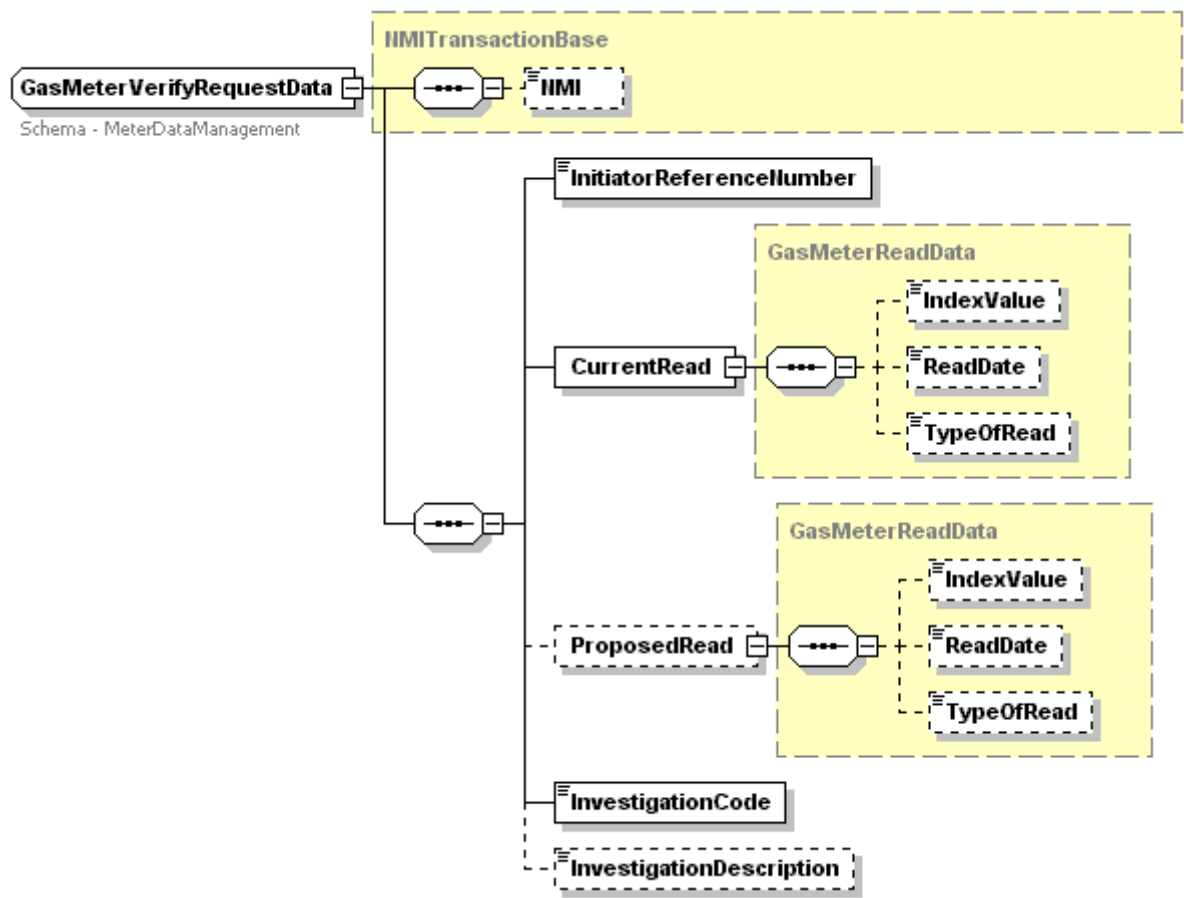 NMITransactionBase
GasMeterVerifyRequestData
NMI
Schema - MeterDataManagement
InitiatorReferenceNumber
GasMeterReadData
IndexValue
CurrentRead
ReadDate
TypeOfRead
GasMeterReadData
IndexValue
ProposedRead
ReadDate
TypeOfRead
InvestigationCode
InvestigationDescription